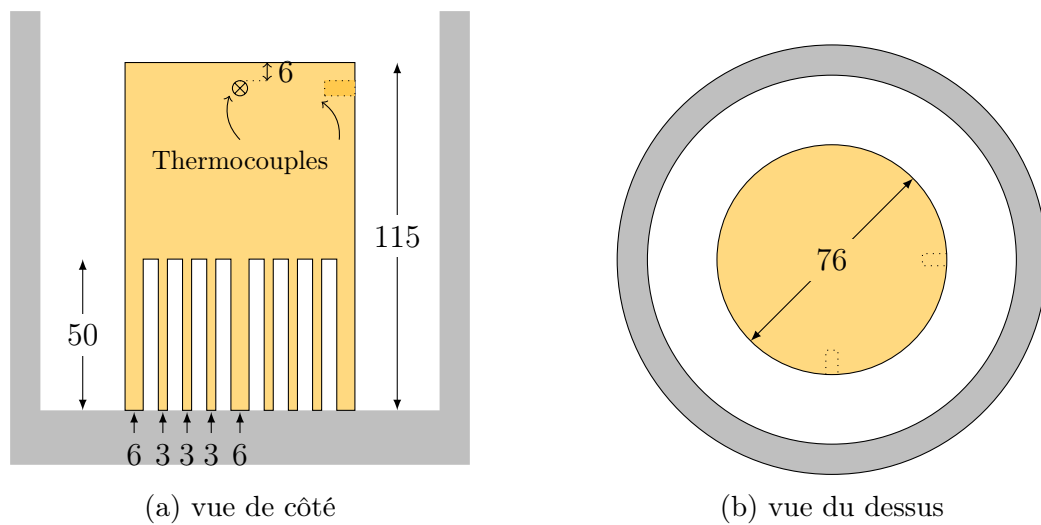 6
Thermocouples
115
50
6 3 3 3 6
76
(a) vue de côté
(b) vue du dessus